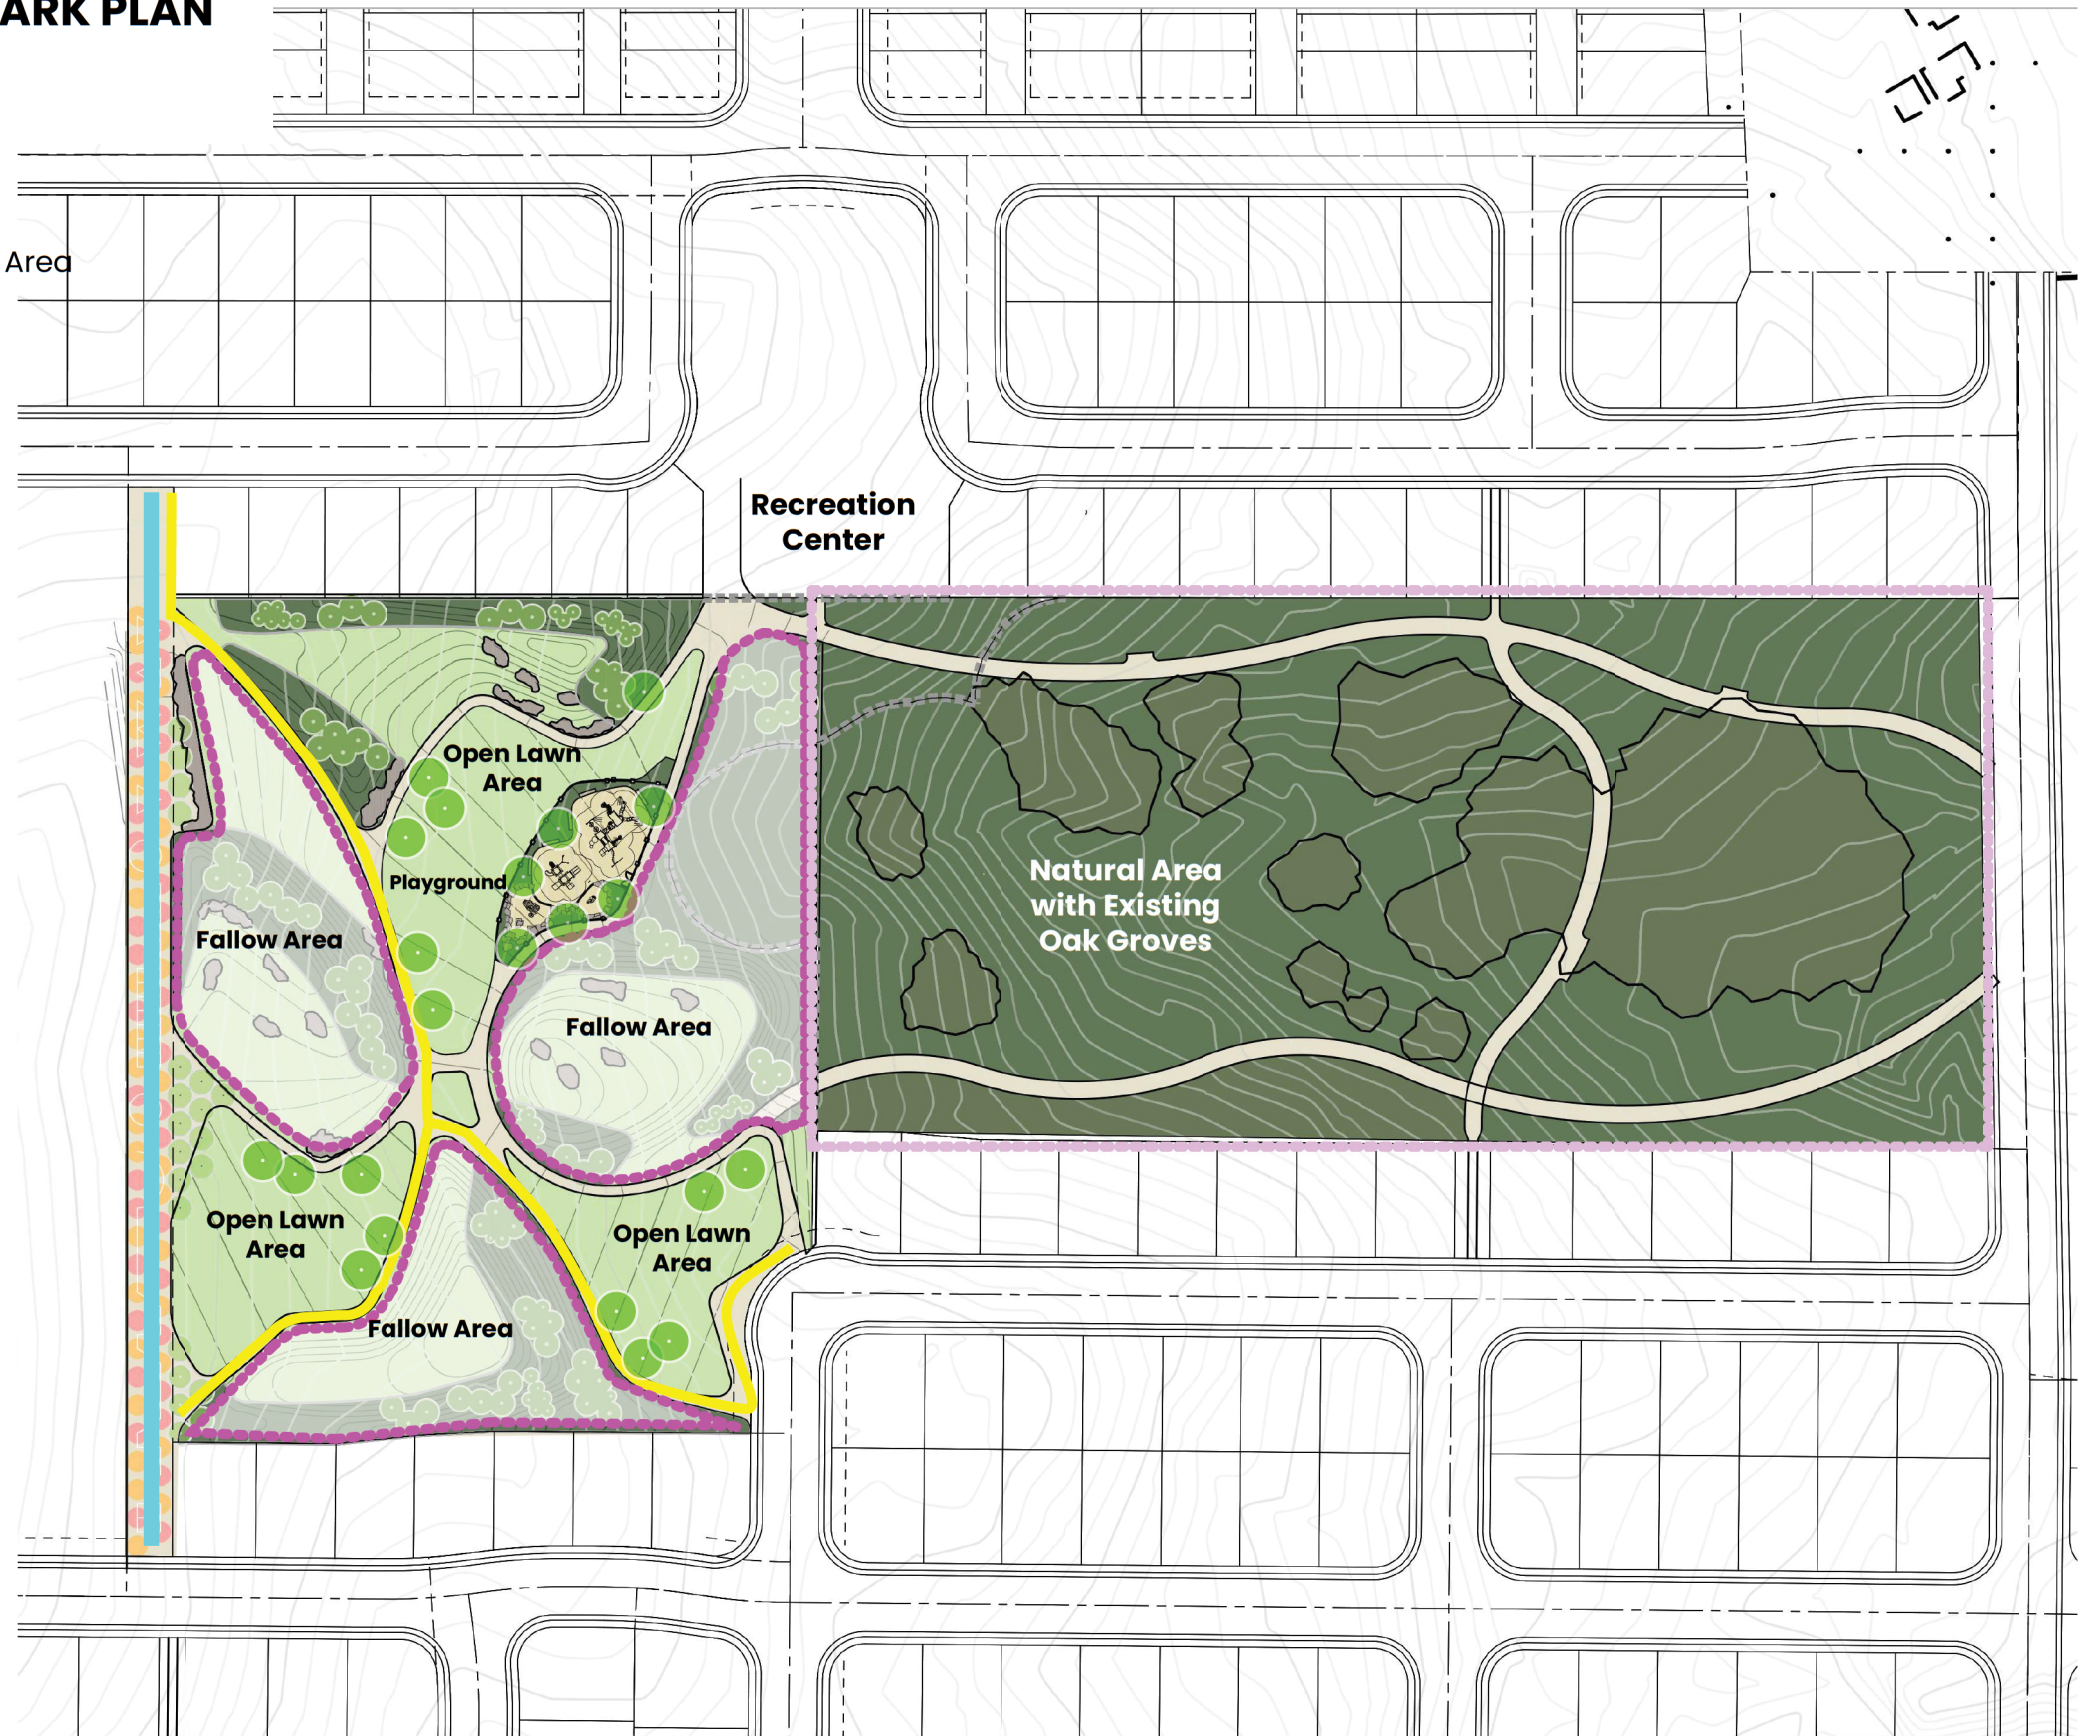 ARK PLAN
Area
Recreation
Center
Open Lawn
Area
Playground
Natural Area
with Existing
Oak Groves
Fallow Area
Fallow Area
Open Lawn
Area
Open Lawn
Area
Fallow Area